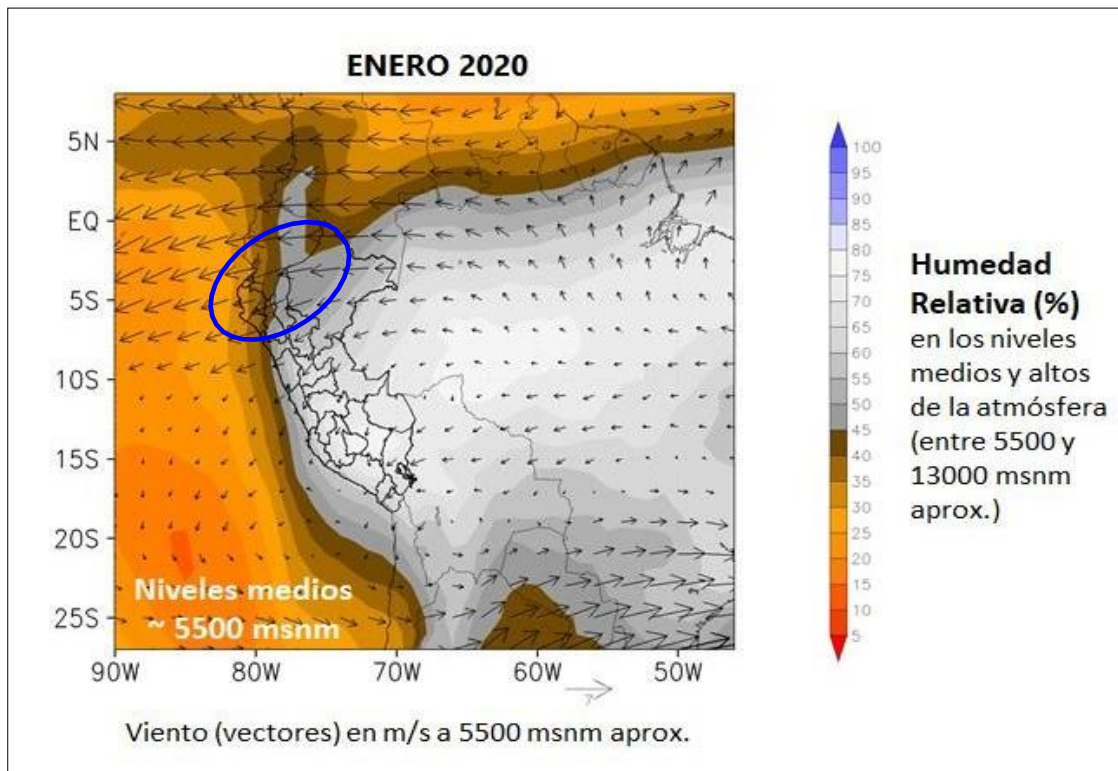 ENERO 2020
5N
EQ
5S
10S
15S
20S
25S
90W 80W 70W 60W 50W
Niveles medios
~ 5500 msnm
7
Viento (vectores) en m/s a 5500 msnm aprox.
100
95
90
85
80
75
70
65
60
55
50
45
40
35
30
25
20
15
10
5
Humedad
Relativa (%)
en los niveles
medios y altos
de la atmósfera
(entre 5500 y
13000 msnm
aprox.)